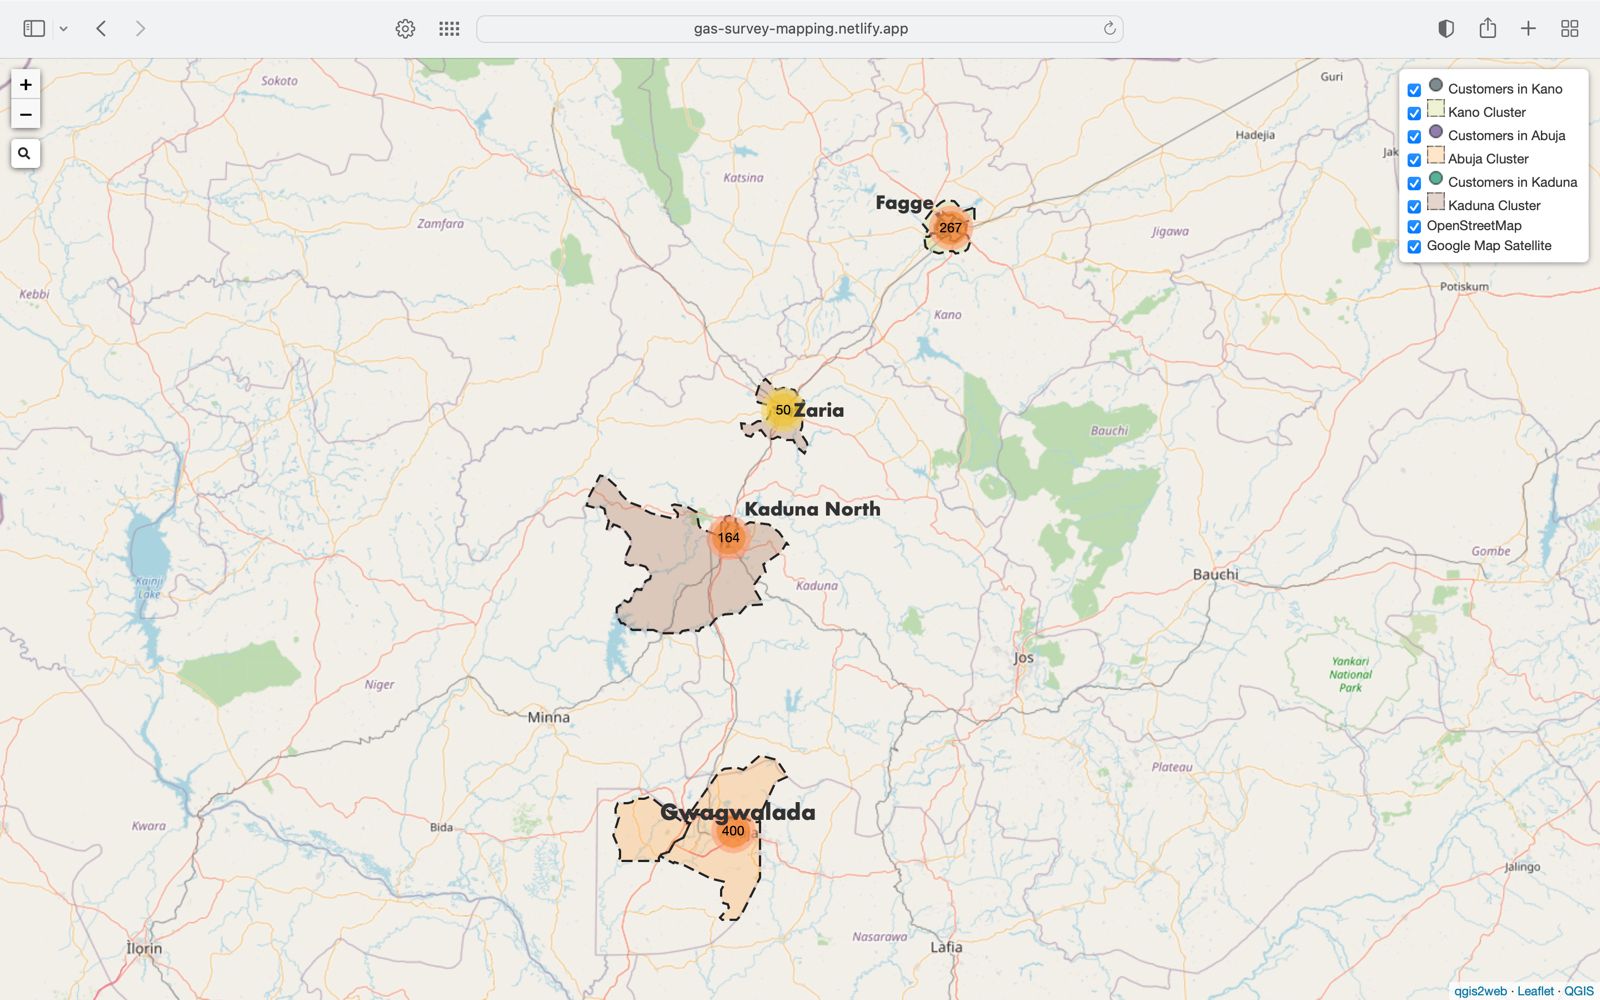 gas-survey-mapping.netlify.app
+
−
Customers in Kano
Kano Cluster
Customers in Abuja
Abuja Cluster
Customers in Kaduna
Kaduna Cluster
OpenStreetMap
Google Map Satellite
Sokoto
Guri
Hadejia
Jak
Katsina
Fagge
Zamfara
267
Jigawa
Kebbi
Potiskum
Kano
50
Zaria
Bauchi
Kaduna North
164
Gombe
Kainji
Lake
Kaduna
Bauchi
Jos
Yankari
National
Park
Niger
Minna
Plateau
Gwagwalada
Kwara
Bida
400
Jalingo
Nasarawa
Ìlorin
Lafia
qgis2web · Leaflet · QGIS